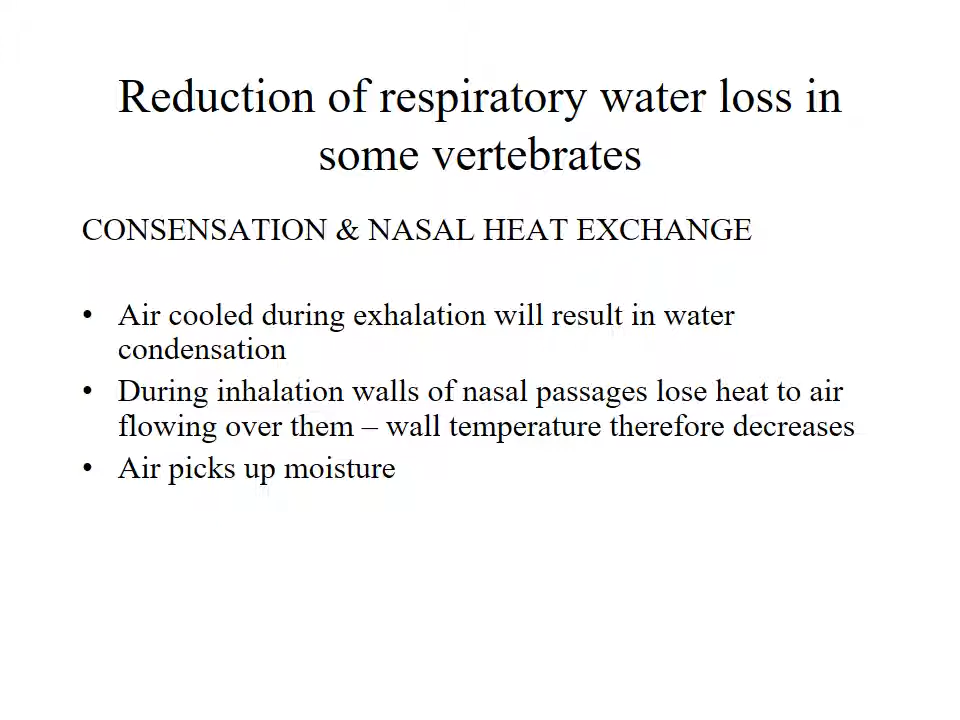 Reduction of respiratory water loss in
some vertebrates
CONSENSATION & NASAL HEAT EXCHANGE
• Air cooled during exhalation will result in water
condensation
• During inhalation walls of nasal passages lose heat to air
flowing over them – wall temperature therefore decreases
• Air picks up moisture